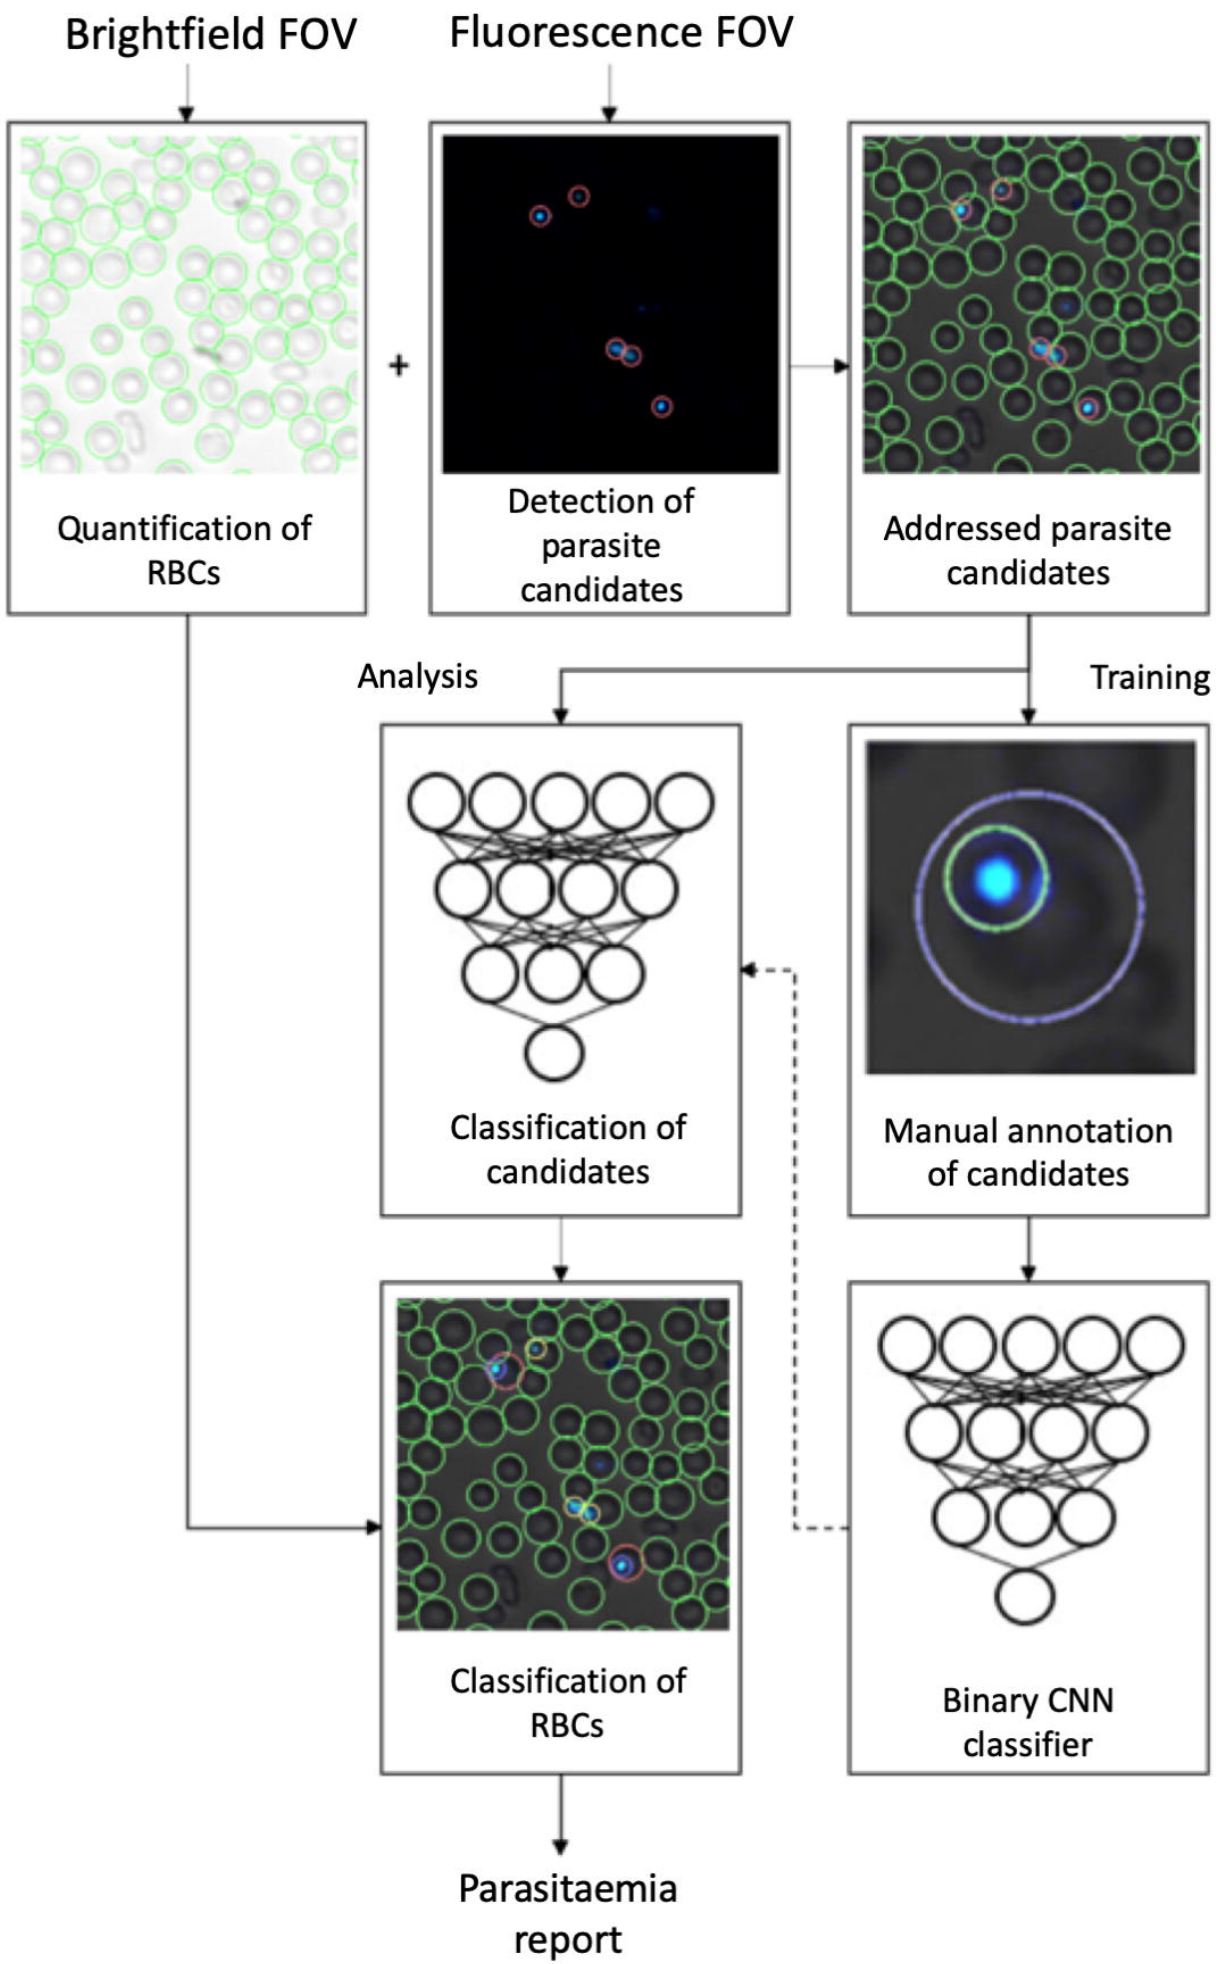 Brightfield FOV
Fluorescence FOV
+
Quantification of
RBCs
Detection of
parasite
candidates
Addressed parasite
candidates
Analysis
Training
Classification of
candidates
Manual annotation
of candidates
Classification of
RBCs
Binary CNN
classifier
Parasitaemia
report